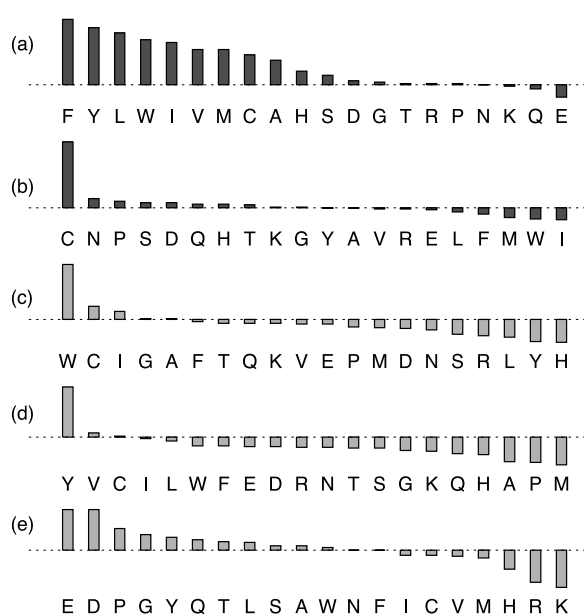 (a)
F Y L W I V M C A H S D G T R P N K Q E
(b)
C N P S D Q H T K G Y A V R E L F M W I
(c)
W C I G A F T Q K V E P M D N S R L Y H
(d)
Y V C I L W F E D R N T S G K Q H A P M
(e)
E D P G Y Q T L S A W N F I C V M H R K